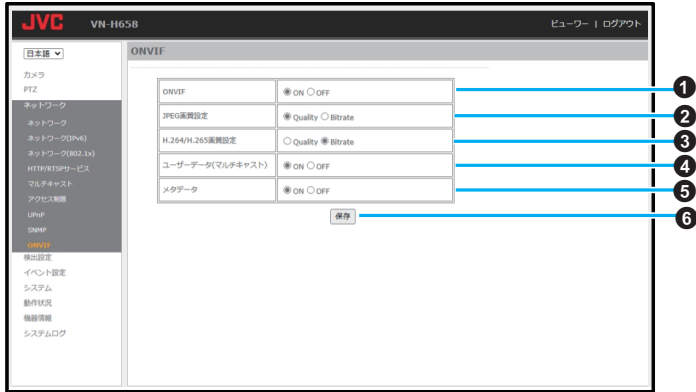 JVC VN-H658 ビューワー | ログアウト
日本語
ONVIF
カメラ
PTZ
ネットワーク
ネットワーク
ネットワーク(IPv6)
ネットワーク(802.1x)
HTTP/RTSPサービス
マルチキャスト
アクセス制限
UPnP
SNMP
ONVIF
検出設定
イベント設定
システム
動作状況
機器情報
システムログ
ONVIF ON OFF 1
JPEG画質設定 Quality Bitrate 2
H.264/H.265画質設定 Quality Bitrate 3
ユーザーデータ(マルチキャスト) ON OFF 4
メタデータ ON OFF 5
保存 6